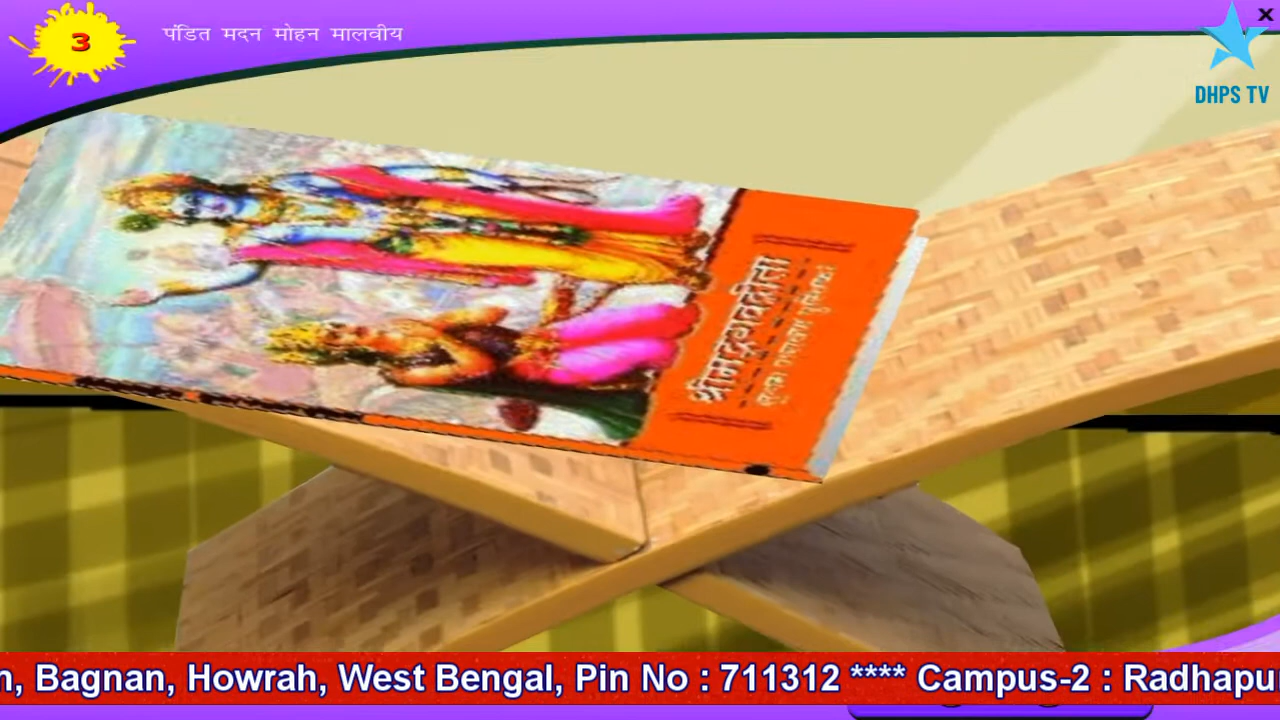 3
पंडित मदन मोहन मालवीय
x
DHPS TV
श्रीमद्भगवद्गीता
n, Bagnan, Howrah, West Bengal, Pin No : 711312 **** Campus-2 : Radhapur